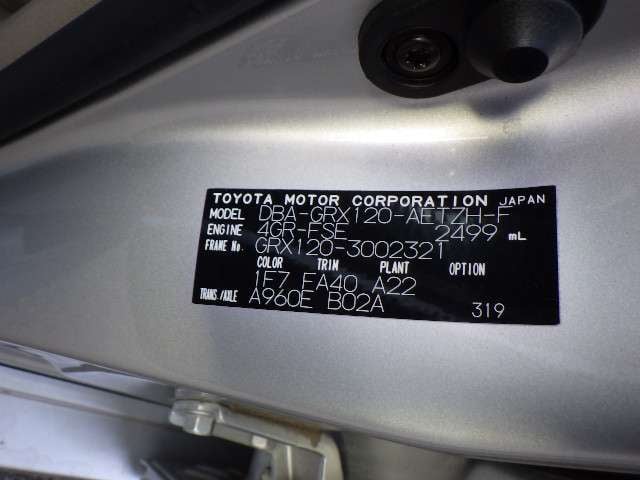 TOYOTA MOTOR CORPORATION JAPAN
MODEL DBA-GRX120-AETZH-F
ENGINE 4GR-FSE 2499 mL
FRAME No. GRX120-3002321
COLOR TRIM PLANT OPTION
1F7 FA40 A22
TRANS./AXLE A960E B02A 319